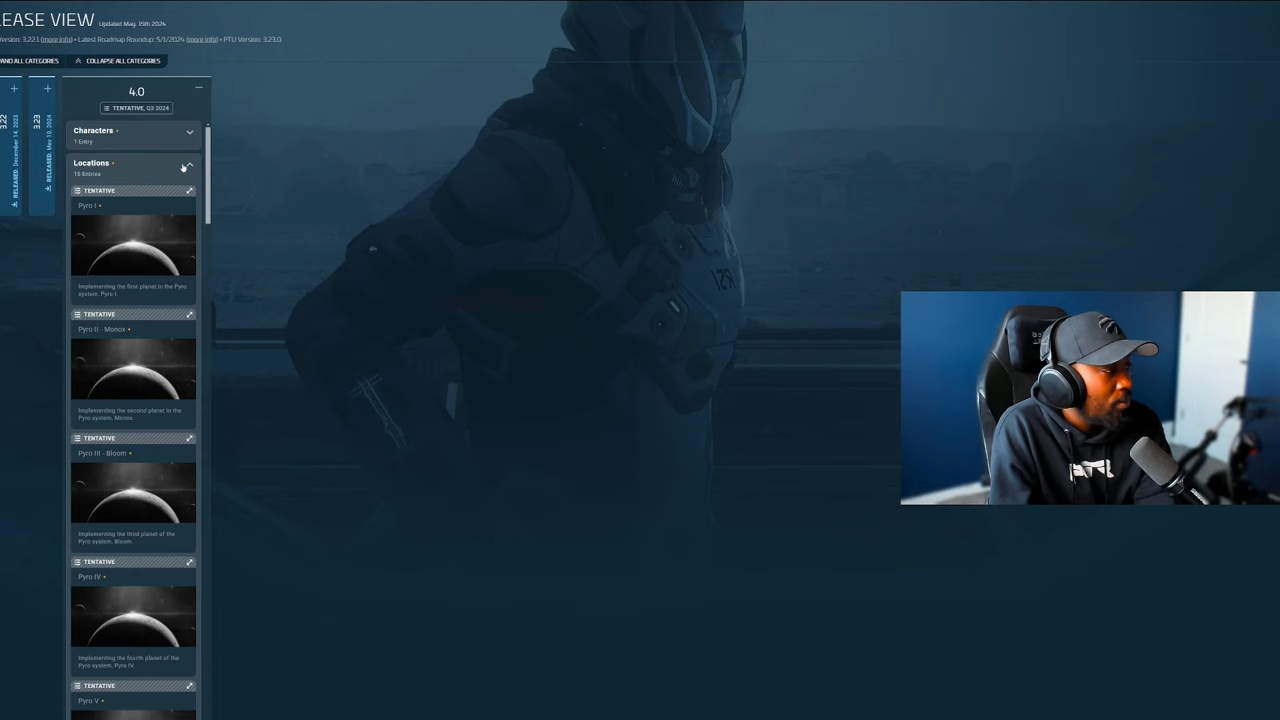 EASE VIEW Updated May, 15th 2024
ersion: 3.22.1 (more info) • Latest Roadmap Roundup: 5/1/2024 (more info) • PTU Version: 3.23.0
AND ALL CATEGORIES COLLAPSE ALL CATEGORIES
3.22
RELEASED: December 14, 2023
3.23
RELEASED: May 10, 2024
4.0
TENTATIVE, Q3 2024
Characters
1 Entry
Locations
15 Entries
TENTATIVE
Pyro I
Implementing the first planet in the Pyro
system, Pyro I.
TENTATIVE
Pyro II - Monox
Implementing the second planet in the
Pyro system, Monox.
TENTATIVE
Pyro III - Bloom
Implementing the third planet of the
Pyro system, Bloom.
TENTATIVE
Pyro IV
Implementing the fourth planet of the
Pyro system, Pyro IV.
TENTATIVE
Pyro V